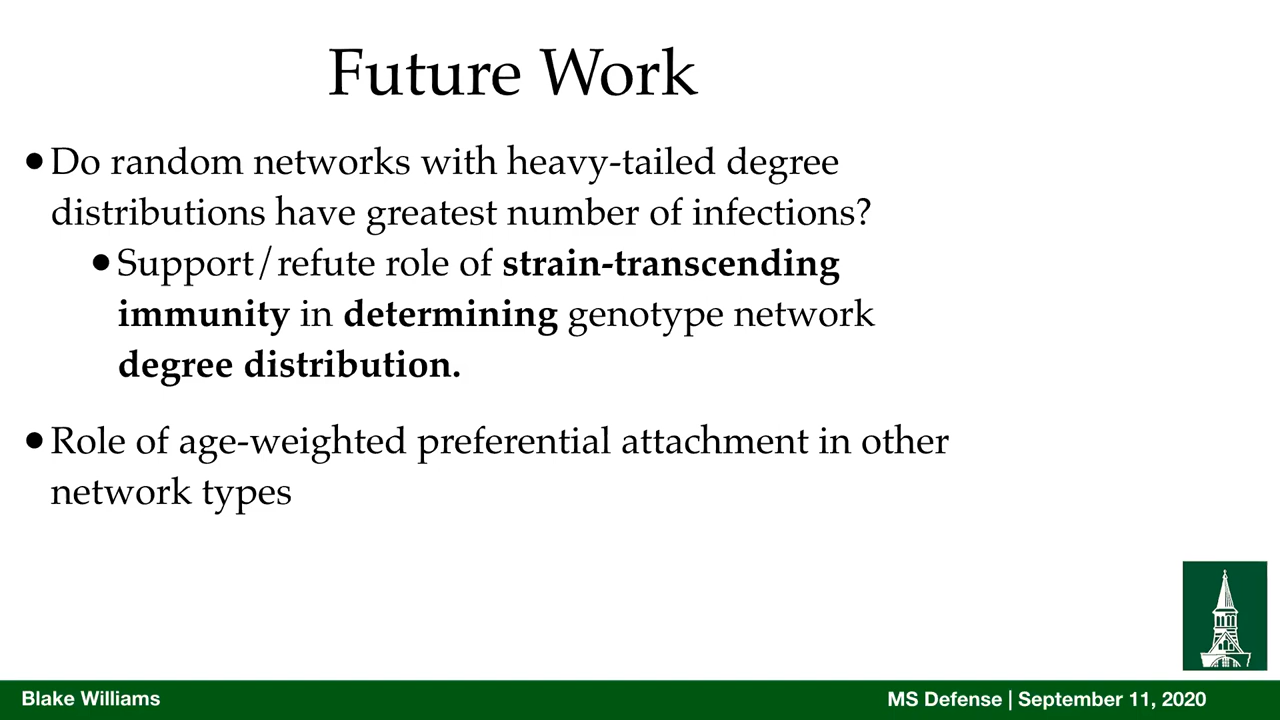 Future Work
•Do random networks with heavy-tailed degree
distributions have greatest number of infections?
•Support/refute role of strain-transcending
immunity in determining genotype network
degree distribution.
•Role of age-weighted preferential attachment in other
network types
Blake Williams
MS Defense | September 11, 2020